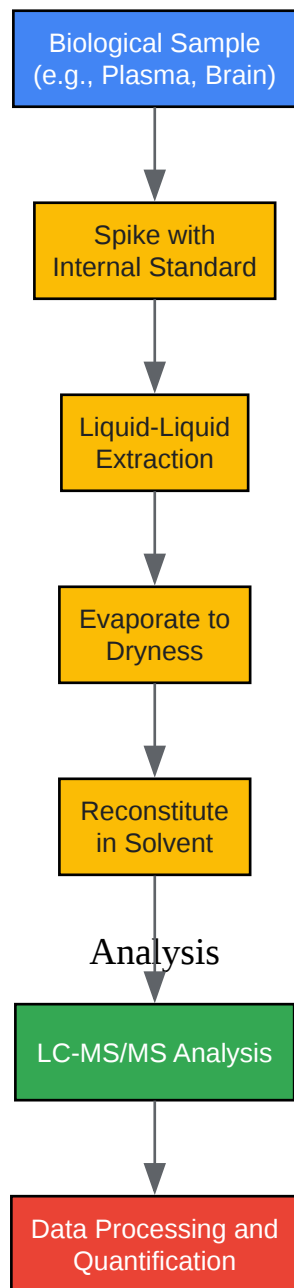 Biological Sample
(e.g., Plasma, Brain)
Spike with
Internal Standard
Liquid-Liquid
Extraction
Evaporate to
Dryness
Reconstitute
in Solvent
Analysis
LC-MS/MS Analysis
Data Processing and
Quantification